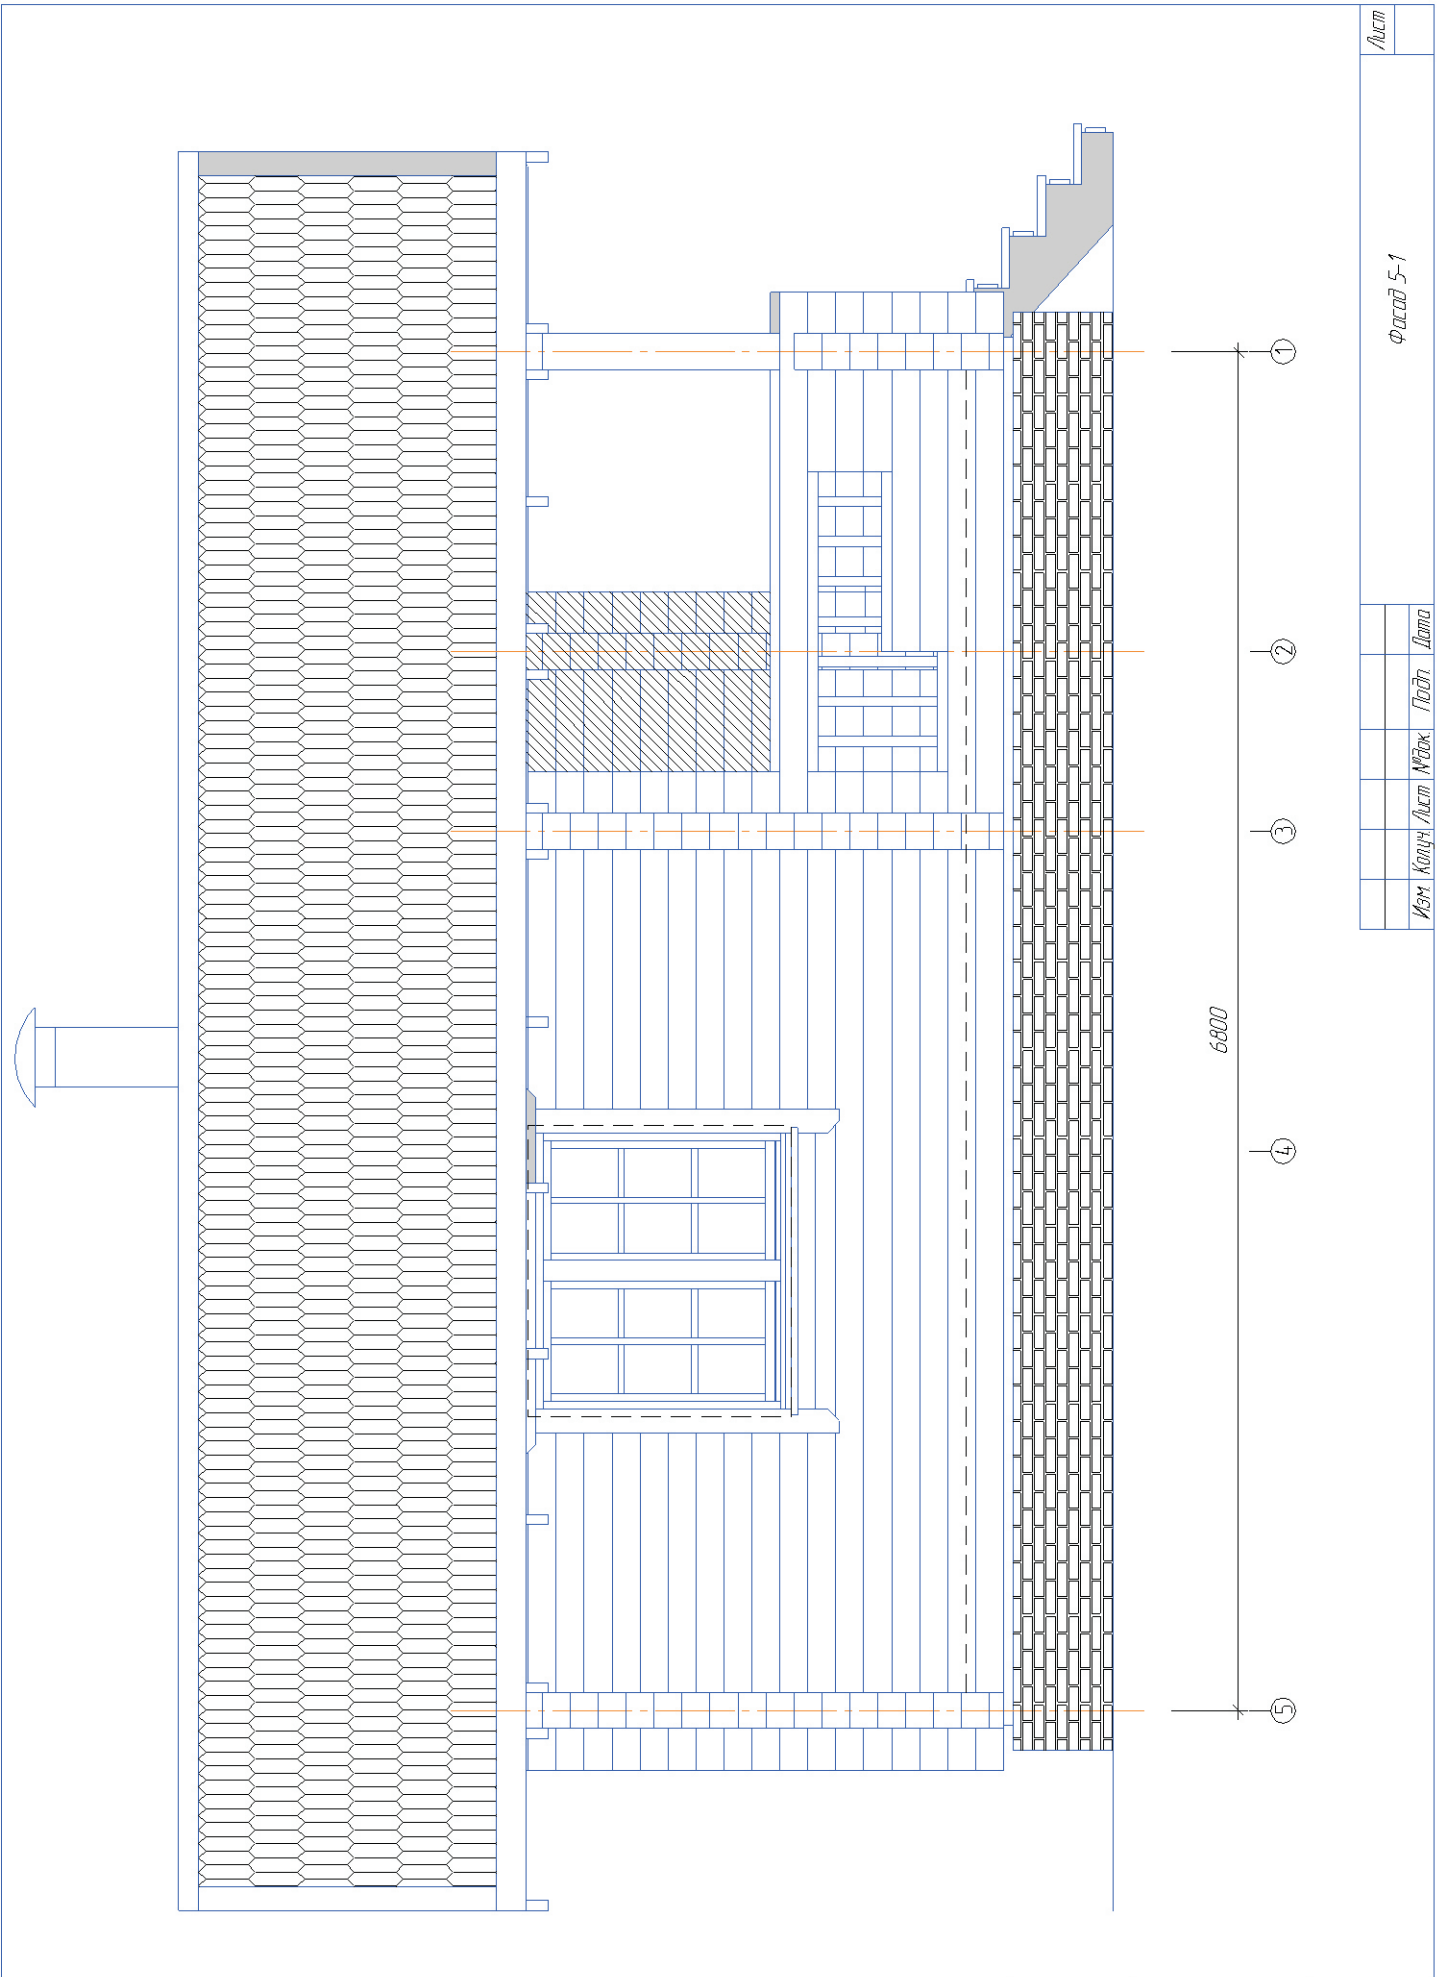 5
4
3
2
1
6800
Изм.
Кол.уч.
Лист
№док.
Подп.
Дата
Фасад 5-1
Лист